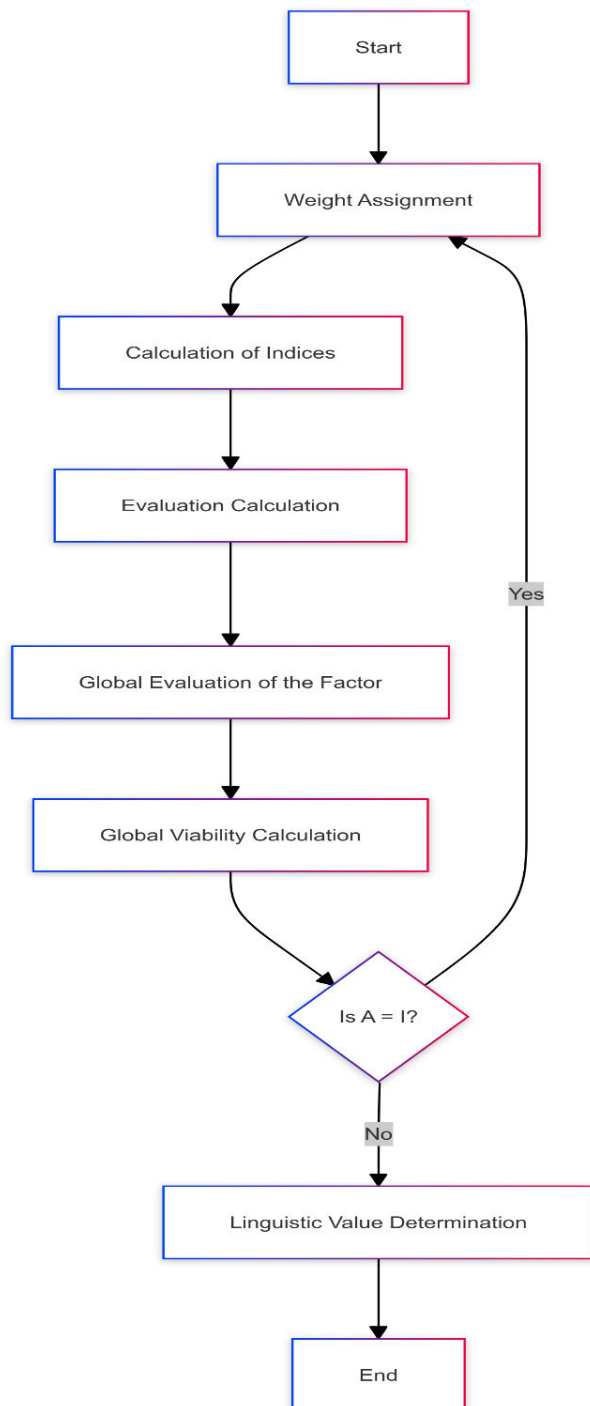 Start
Weight Assignment
Calculation of Indices
Evaluation Calculation
Yes
Global Evaluation of the Factor
Global Viability Calculation
Is A = I?
No
Linguistic Value Determination
End